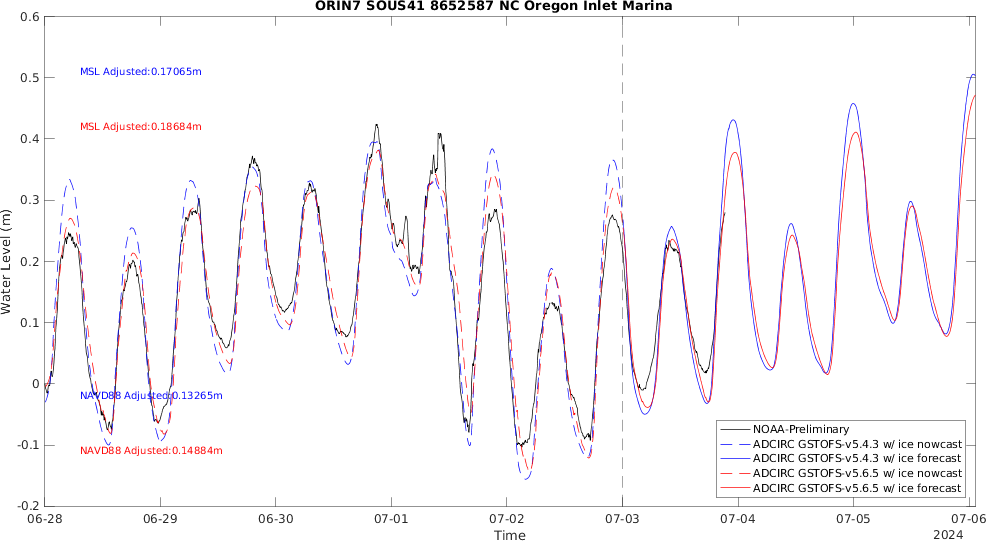 ORIN7 SOUS41 8652587 NC Oregon Inlet Marina
Water Level (m)
0.6
0.5
0.4
0.3
0.2
0.1
0
-0.1
-0.2
MSL Adjusted:0.17065m
MSL Adjusted:0.18684m
NAVD88 Adjusted:0.13265m
NAVD88 Adjusted:0.14884m
NOAA-Preliminary
ADCIRC GSTOFS-v5.4.3 w/ ice nowcast
ADCIRC GSTOFS-v5.4.3 w/ ice forecast
ADCIRC GSTOFS-v5.6.5 w/ ice nowcast
ADCIRC GSTOFS-v5.6.5 w/ ice forecast
06-28 06-29 06-30 07-01 07-02 07-03 07-04 07-05 07-06
Time
2024